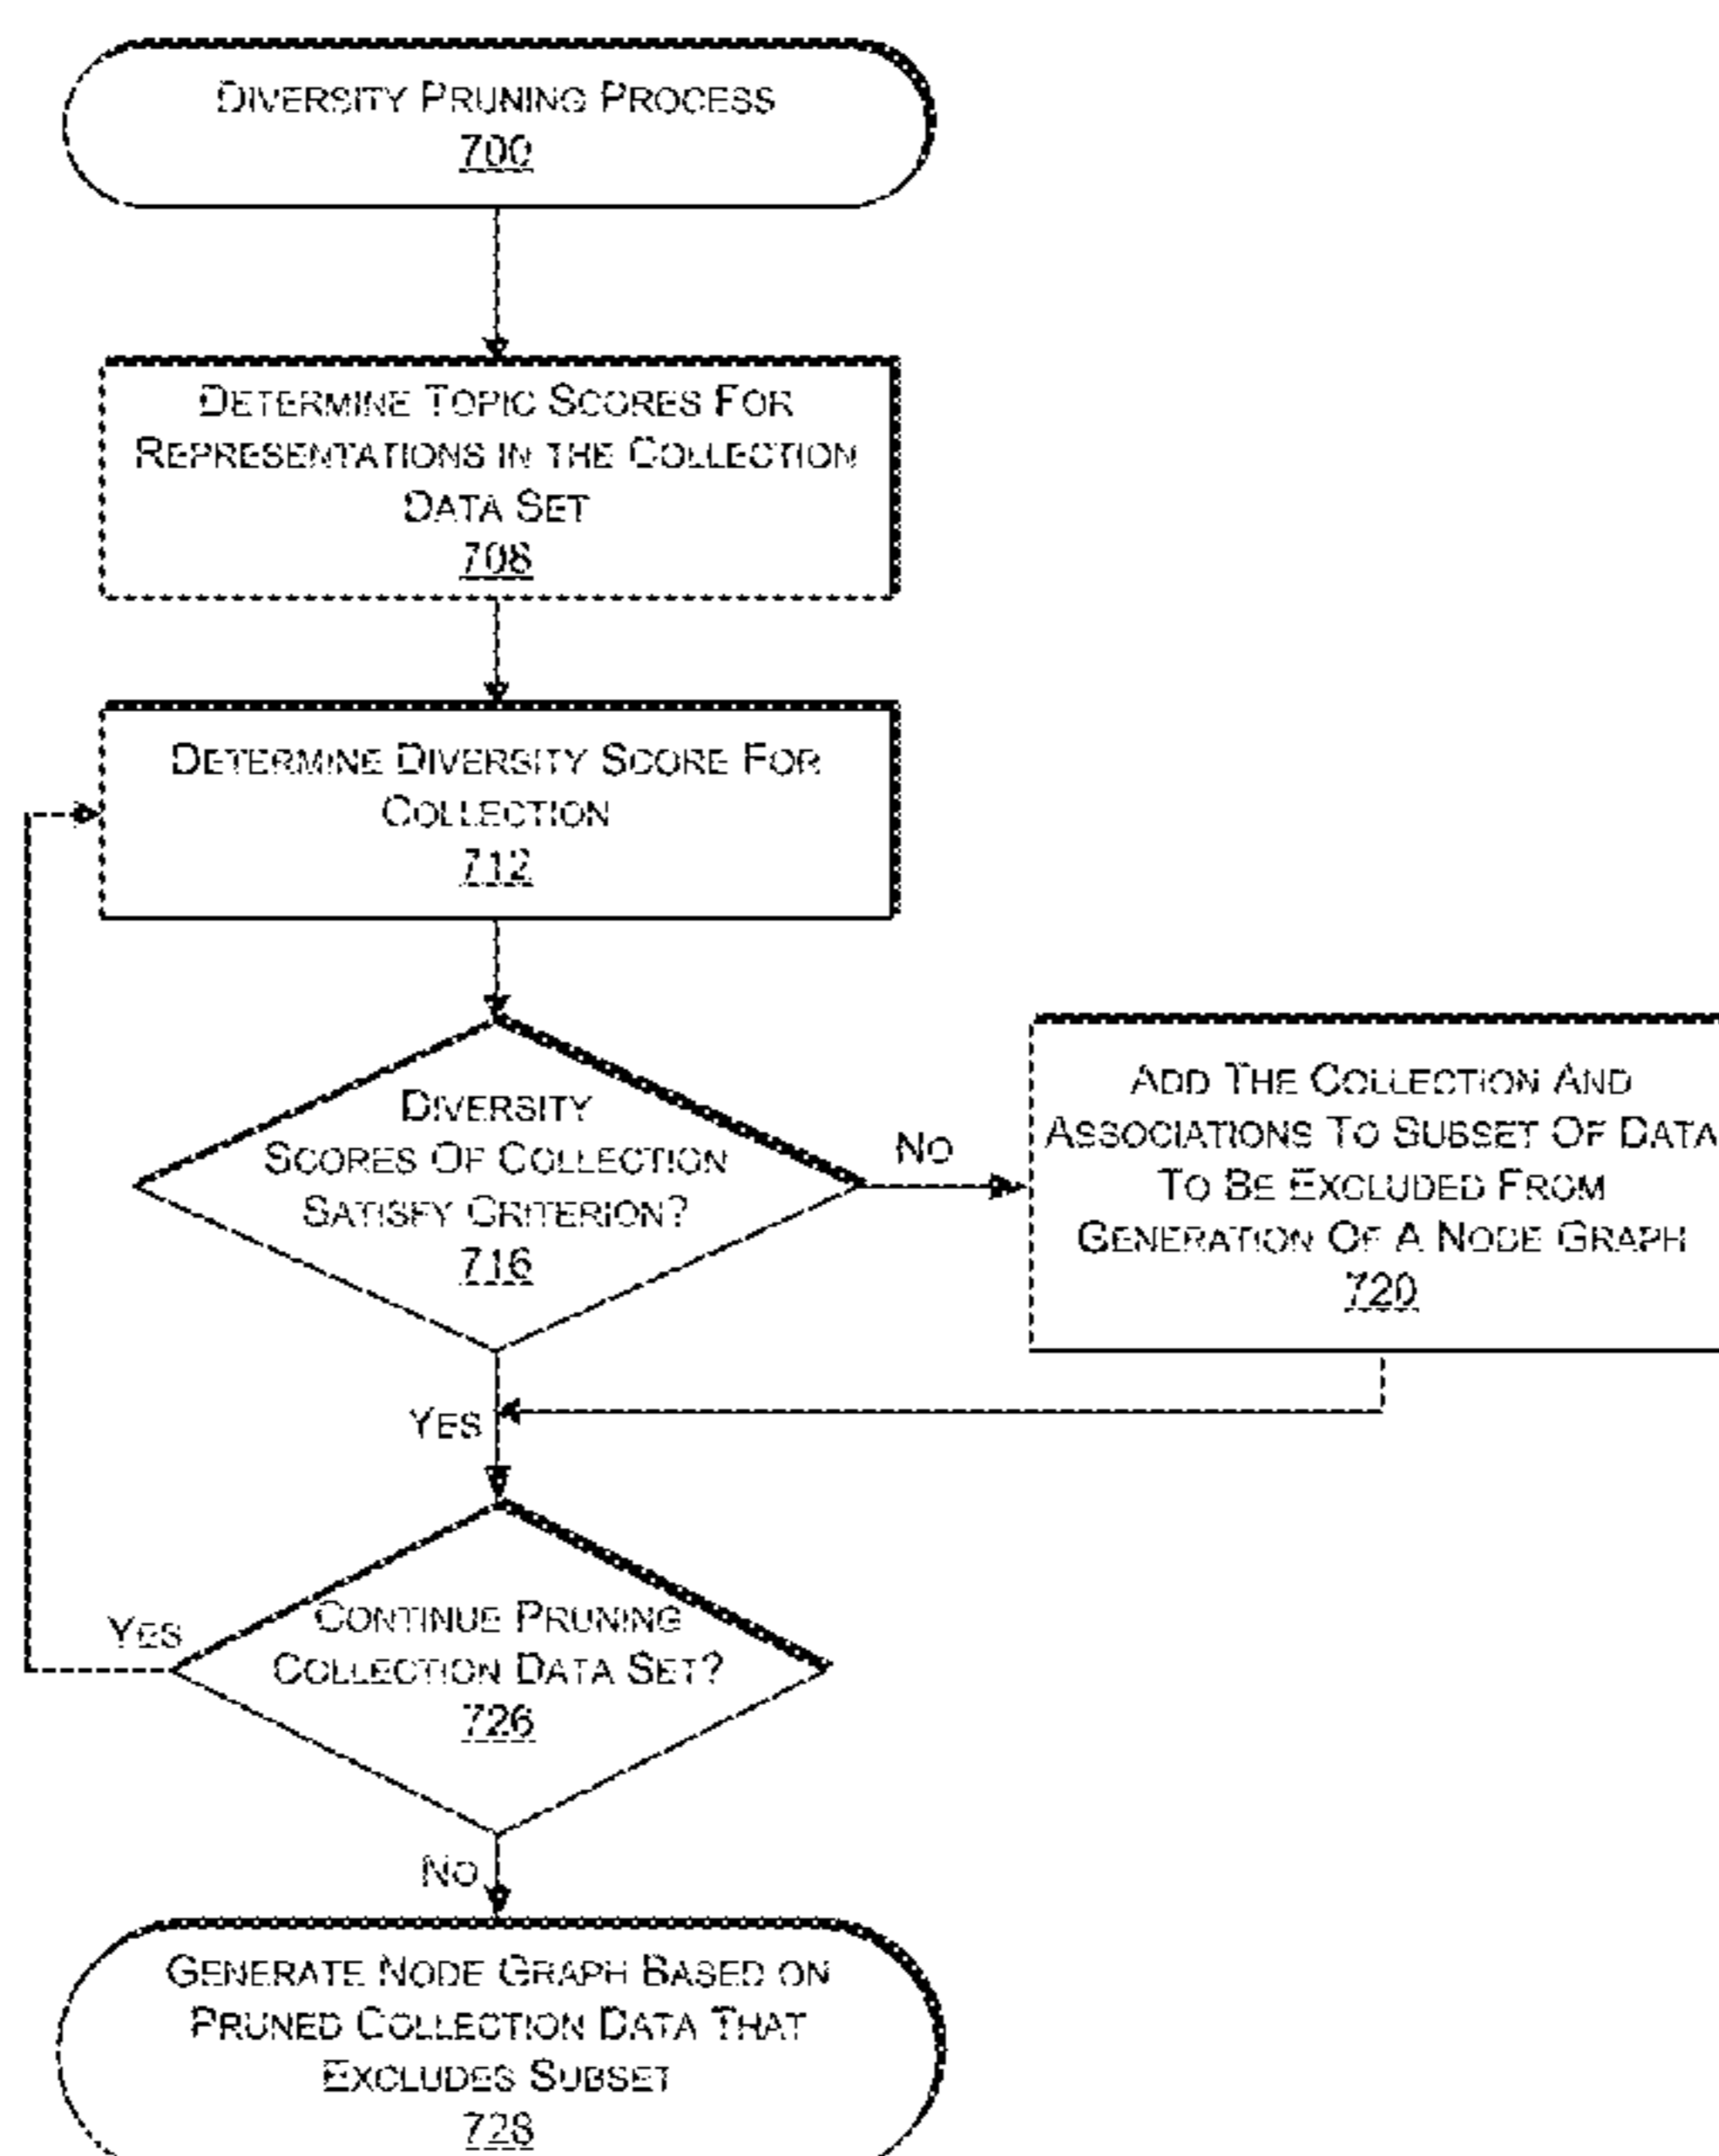 DIVERSITY PRUNING PROCESS
700
DETERMINE TOPIC SCORES FOR
REPRESENTATIONS IN THE COLLECTION
DATA SET
708
DETERMINE DIVERSITY SCORE FOR
COLLECTION
712
DIVERSITY
SCORES OF COLLECTION
SATISFY CRITERION?
716
NO
ADD THE COLLECTION AND
ASSOCIATIONS TO SUBSET OF DATA
TO BE EXCLUDED FROM
GENERATION OF A NODE GRAPH
720
YES
YES
CONTINUE PRUNING
COLLECTION DATA SET?
726
NO
GENERATE NODE GRAPH BASED ON
PRUNED COLLECTION DATA THAT
EXCLUDES SUBSET
728